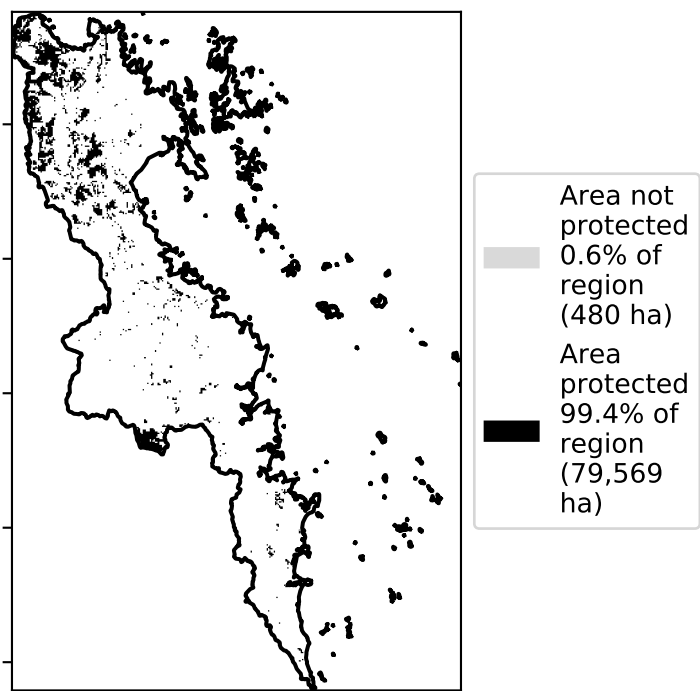 Area not
protected
0.6% of
region
(480 ha)
Area
protected
99.4% of
region
(79,569
ha)